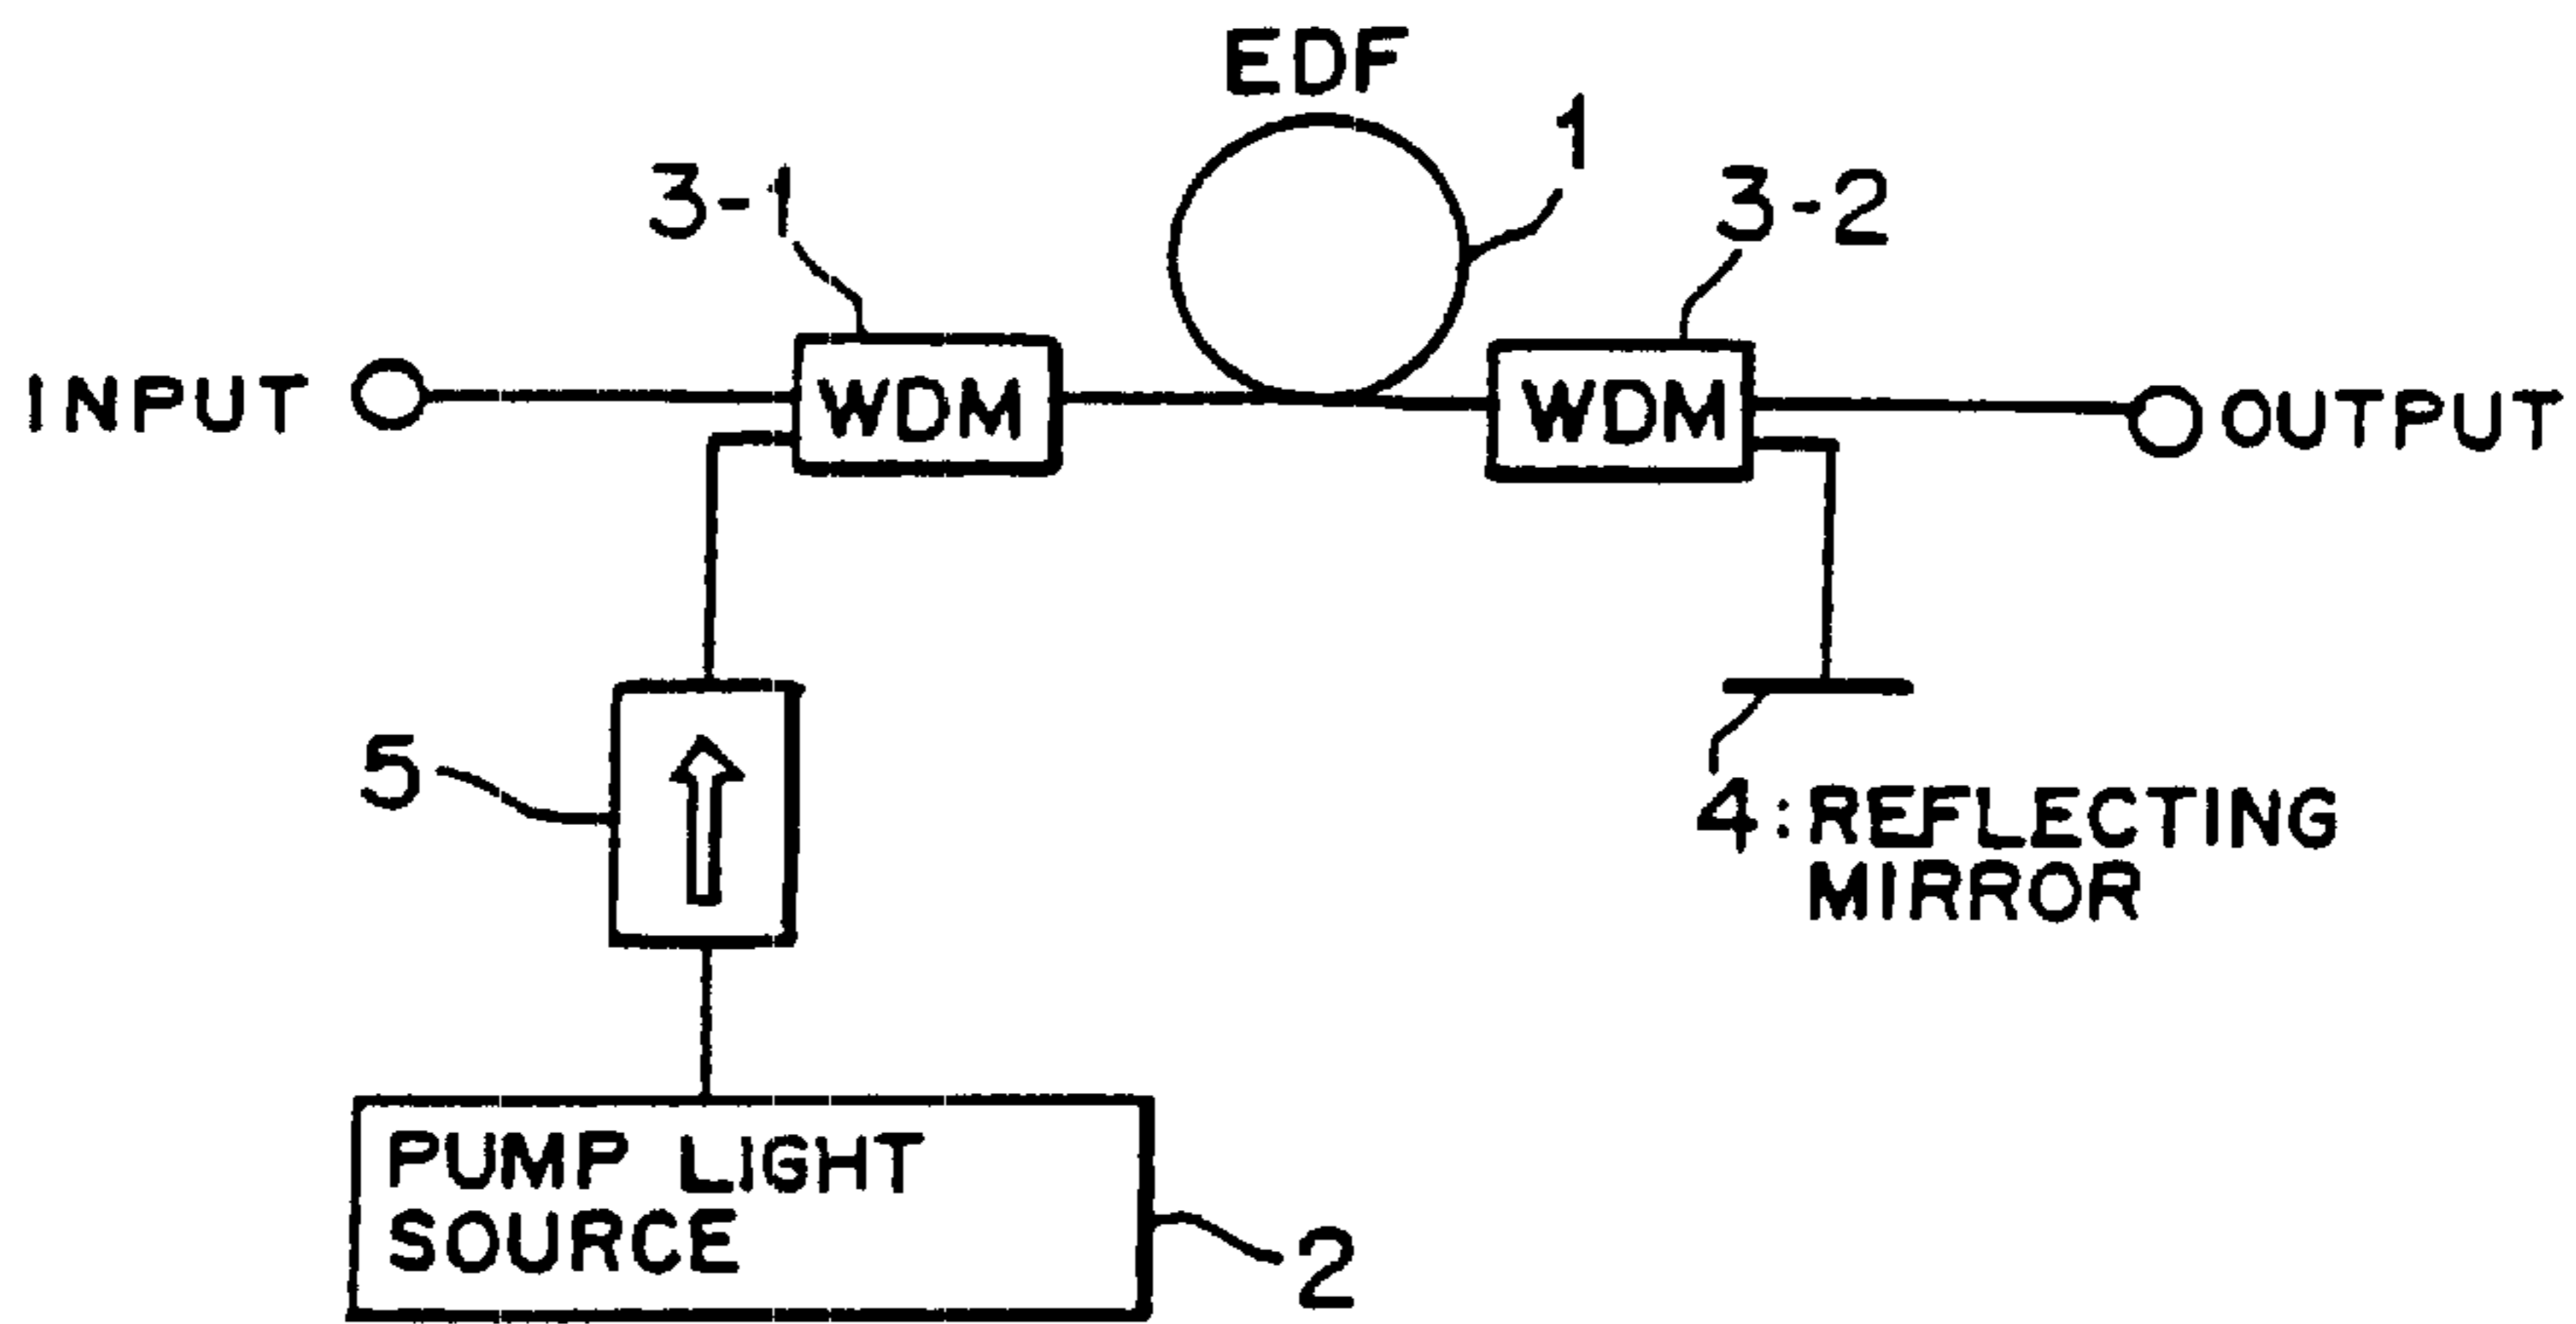 EDF
1
3-1
3-2
INPUT
WDM
WDM
OUTPUT
5
4: REFLECTING
MIRROR
PUMP LIGHT
SOURCE
2